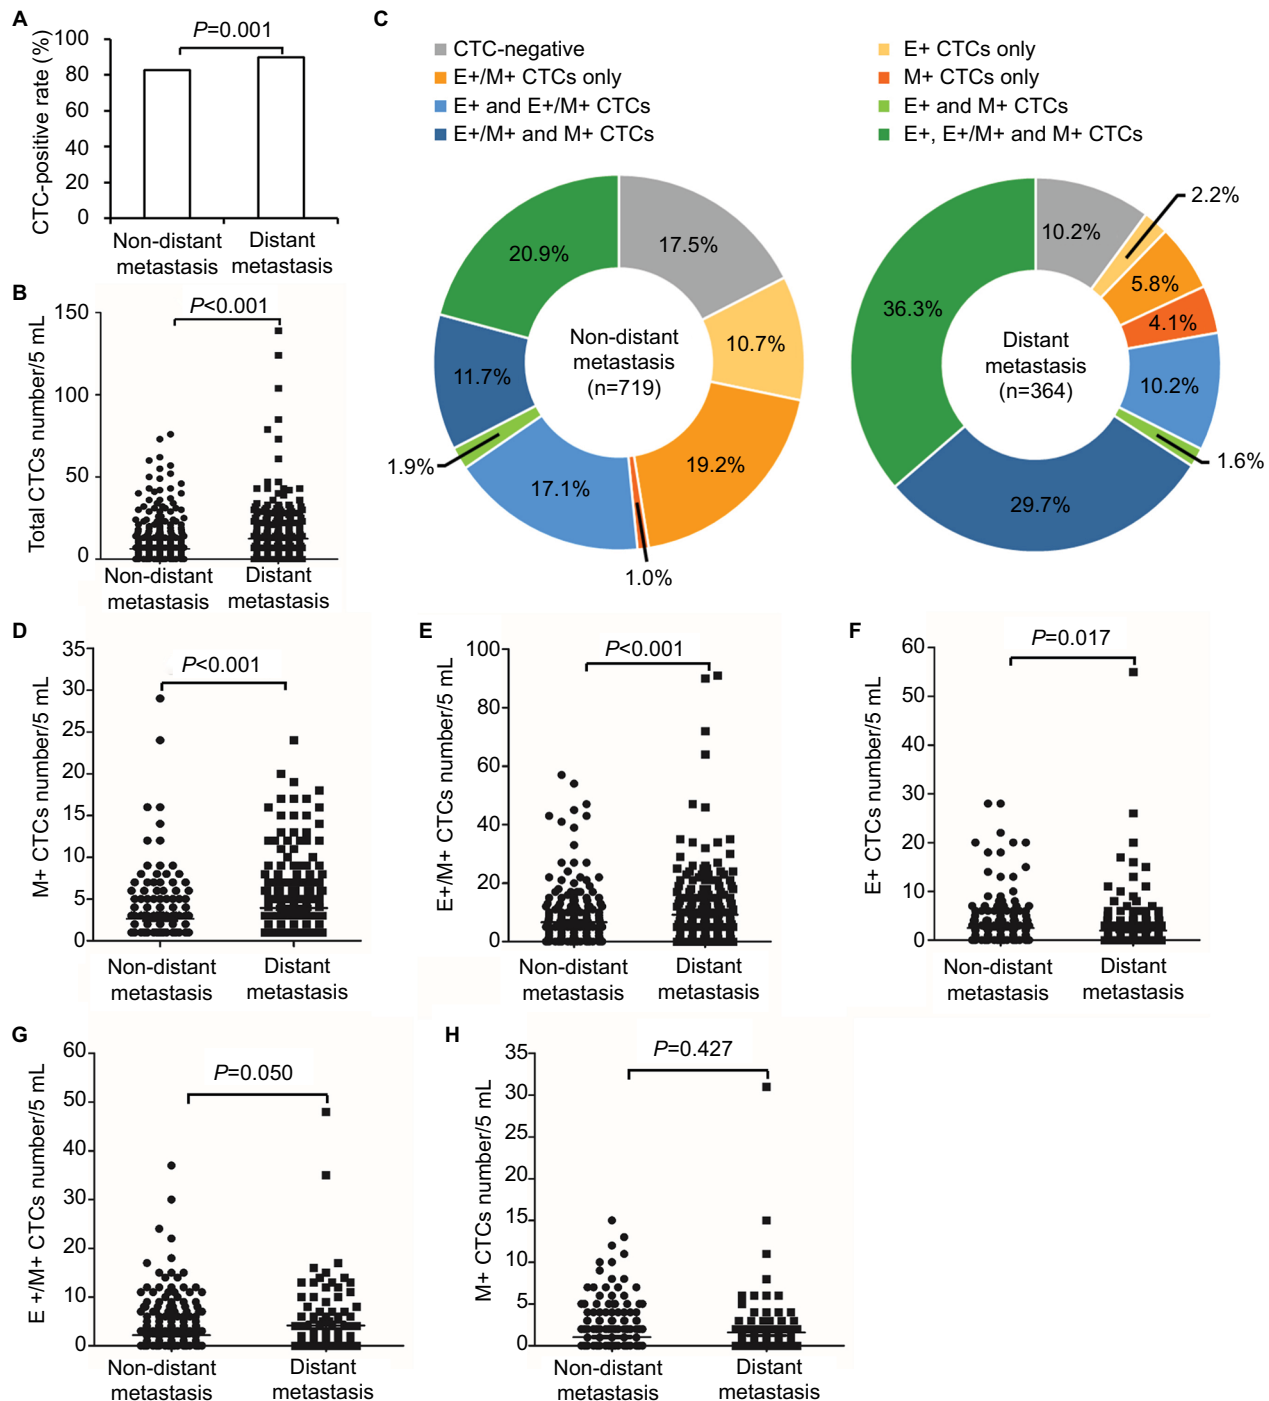 A
CTC-positive rate (%)
100
80
60
40
20
0
P=0.001
Non-distant
metastasis
Distant
metastasis
B
Total CTCs number/5 mL
150
100
50
0
P<0.001
Non-distant
metastasis
Distant
metastasis
C
CTC-negative
E+/M+ CTCs only
E+ and E+/M+ CTCs
E+/M+ and M+ CTCs
E+ CTCs only
M+ CTCs only
E+ and M+ CTCs
E+, E+/M+ and M+ CTCs
17.5%
10.7%
19.2%
1.0%
17.1%
1.9%
11.7%
20.9%
Non-distant
metastasis
(n=719)
10.2%
2.2%
5.8%
4.1%
10.2%
1.6%
29.7%
36.3%
Distant
metastasis
(n=364)
D
M+ CTCs number/5 mL
35
30
25
20
15
10
5
0
P<0.001
Non-distant
metastasis
Distant
metastasis
E
E+/M+ CTCs number/5 mL
100
80
60
40
20
0
P<0.001
Non-distant
metastasis
Distant
metastasis
F
E+ CTCs number/5 mL
60
50
40
30
20
10
0
P=0.017
Non-distant
metastasis
Distant
metastasis
G
E +/M+ CTCs number/5 mL
60
50
40
30
20
10
0
P=0.050
Non-distant
metastasis
Distant
metastasis
H
M+ CTCs number/5 mL
35
30
25
20
15
10
5
0
P=0.427
Non-distant
metastasis
Distant
metastasis